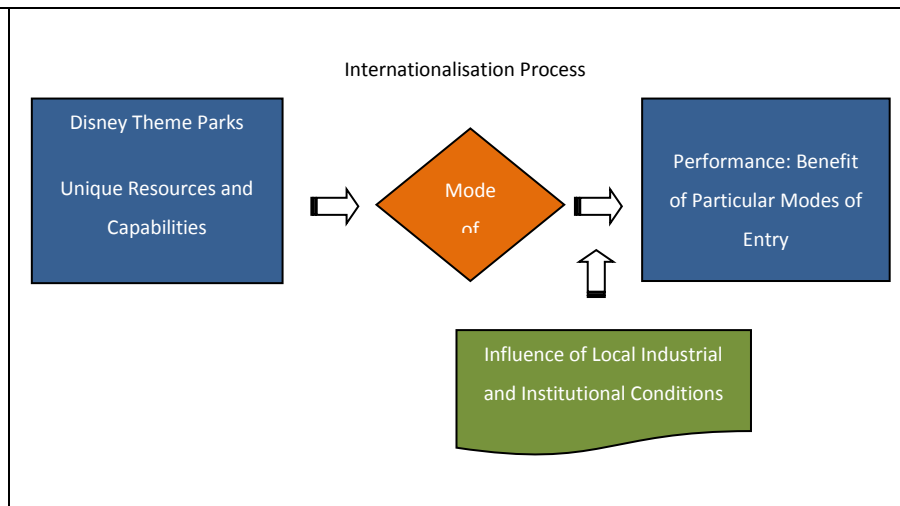 Internationalisation Process
Disney Theme Parks
Unique Resources and
Capabilities
Mode
of
Performance: Benefit
of Particular Modes of
Entry
Influence of Local Industrial
and Institutional Conditions